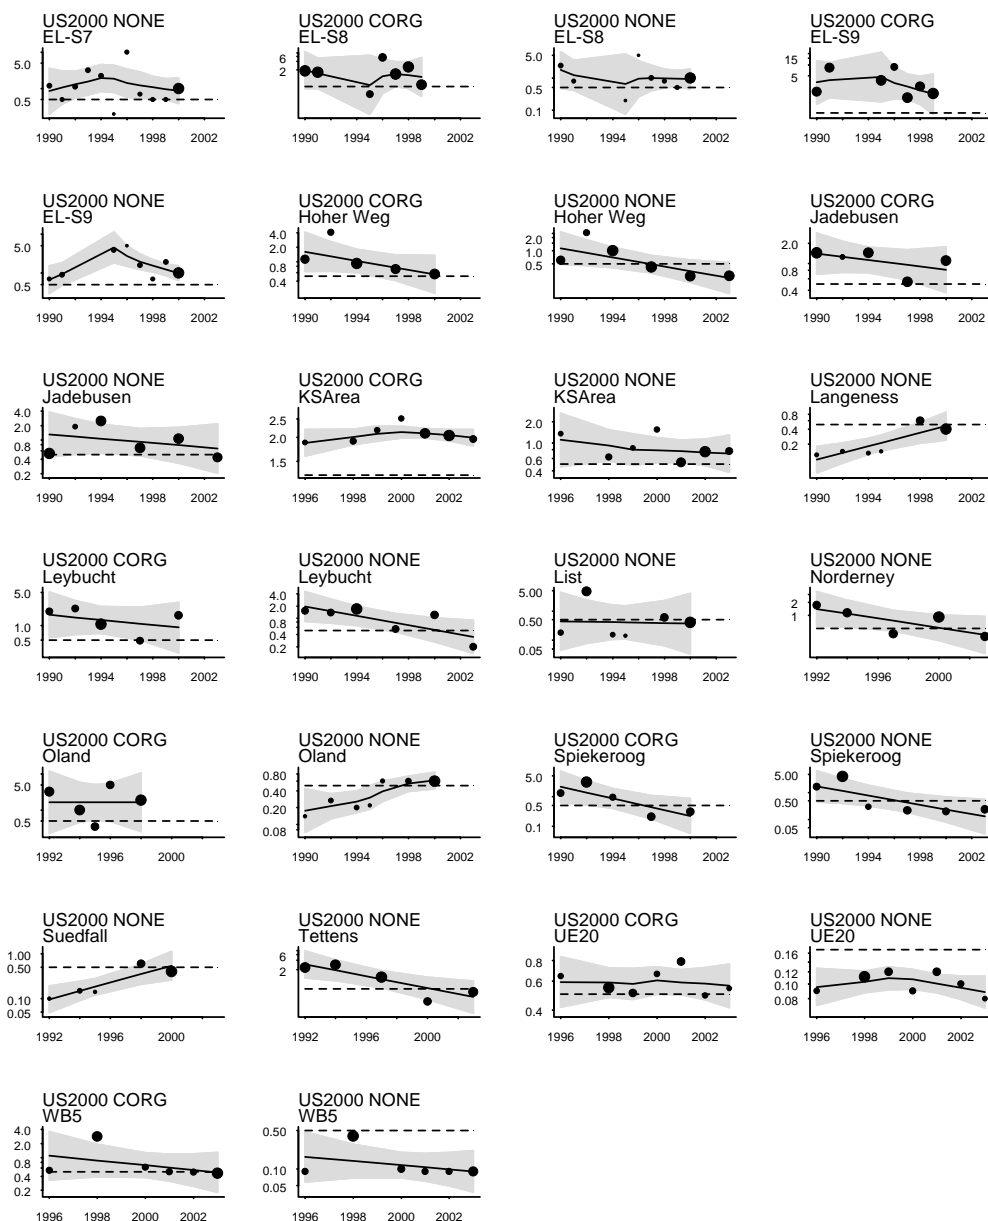 US2000 NONE
EL-S7
5.0
0.5
1990 1994 1998 2002
US2000 CORG
EL-S8
6
2
1990 1994 1998 2002
US2000 NONE
EL-S8
5.0
0.5
0.1
1990 1994 1998 2002
US2000 CORG
EL-S9
15
5
1990 1994 1998 2002
US2000 NONE
EL-S9
5.0
0.5
1990 1994 1998 2002
US2000 CORG
Hoher Weg
4.0
2.0
1.0
0.4
1990 1994 1998 2002
US2000 NONE
Hoher Weg
2.0
1.0
0.5
1990 1994 1998 2002
US2000 CORG
Jadebusen
2.0
0.8
0.4
1990 1994 1998 2002
US2000 NONE
Jadebusen
4.0
2.0
0.8
0.4
0.2
1990 1994 1998 2002
US2000 CORG
KSArea
2.5
2.0
1.5
1996 1998 2000 2002
US2000 NONE
KSArea
2.0
1.0
0.6
0.4
1996 1998 2000 2002
US2000 NONE
Langeness
0.8
0.4
0.2
1990 1994 1998 2002
US2000 CORG
Leybucht
5.0
1.0
0.5
1990 1994 1998 2002
US2000 NONE
Leybucht
4.0
2.0
0.8
0.4
0.2
1990 1994 1998 2002
US2000 NONE
List
5.00
0.50
0.05
1990 1994 1998 2002
US2000 NONE
Norderney
2
1
1992 1996 2000
US2000 CORG
Oland
5.0
0.5
1992 1996 2000
US2000 NONE
Oland
0.80
0.40
0.20
0.08
1990 1994 1998 2002
US2000 CORG
Spiekeroog
5.0
0.5
0.1
1990 1994 1998 2002
US2000 NONE
Spiekeroog
5.00
0.50
0.05
1990 1994 1998 2002
US2000 NONE
Suedfall
1.00
0.50
0.10
0.05
1992 1996 2000
US2000 NONE
Tettens
6
2
1992 1996 2000
US2000 CORG
UE20
0.8
0.6
0.4
1996 1998 2000 2002
US2000 NONE
UE20
0.16
0.12
0.10
0.08
1996 1998 2000 2002
US2000 CORG
WB5
4.0
2.0
0.8
0.4
0.2
1996 1998 2000 2002
US2000 NONE
WB5
0.50
0.10
0.05
1996 1998 2000 2002